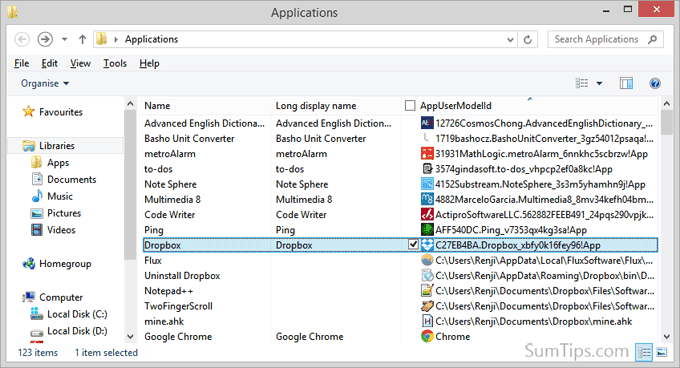 Applications
Applications
Search Applications
File Edit View Tools Help
Organise
Name Long display name AppUserModelId
Favourites
Libraries
Apps
Documents
Music
Pictures
Videos
Homegroup
Computer
Local Disk (C:)
Local Disk (D:)
Advanced English Dictiona... Advanced English Dictiona... 12726CosmosChong.AdvancedEnglishDictionary_...
Basho Unit Converter Basho Unit Converter 1719bashocz.BashoUnitConverter_3gz54012psaqa!...
metroAlarm metroAlarm 31931MathLogic.metroAlarm_6nnkhc5scbrzw!App
to-dos to-dos 3574gindasoft.to-dos_vhpcp2ef0a8kc!App
Note Sphere Note Sphere 4152Substream.NoteSphere_3s3m5yhamhn9j!App
Multimedia 8 Multimedia 8 4882MarceloGarcia.Multimedia8_8mv34kefh04bm...
Code Writer Code Writer ActiproSoftwareLLC.562882FEEB491_24pqs290vpjk...
Ping Ping AFF540DC.Ping_v7353qx4kg3sa!App
Dropbox Dropbox C27EB4BA.Dropbox_xbfy0k16fey96!App
Flux C:\Users\Renji\AppData\Local\FluxSoftware\Flux\...
Uninstall Dropbox C:\Users\Renji\AppData\Roaming\Dropbox\bin\D...
Notepad++ C:\Users\Renji\Documents\Dropbox\Files\Softwar...
TwoFingerScroll C:\Users\Renji\Documents\Dropbox\Files\Softwar...
mine.ahk C:\Users\Renji\Documents\Dropbox\mine.ahk
Google Chrome Google Chrome Chrome
123 items 1 item selected
SumTips.com